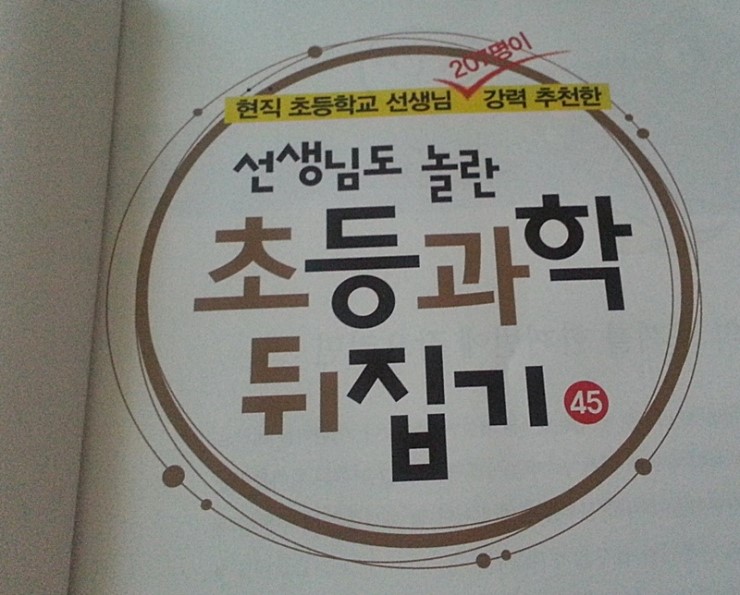 207명이
현직 초등학교 선생님 강력 추천한
선생님도 놀란
초등과학
뒤집기 45